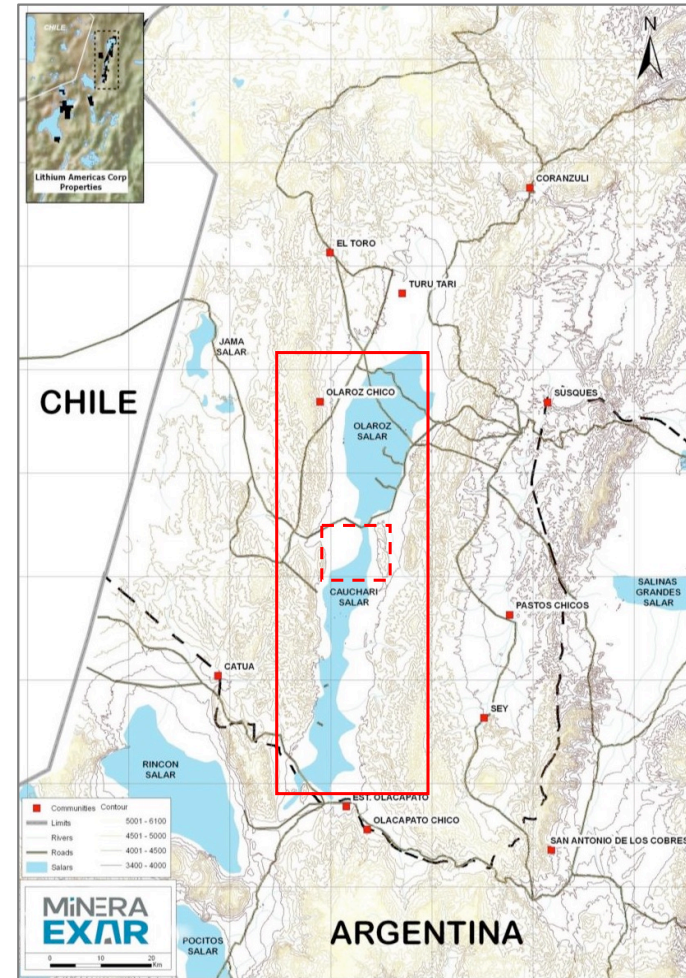 CHILE
Lithium Americas Corp
Properties
N
CORANZULI
EL TORO
TURU TARI
JAMA
SALAR
CHILE
OLAROZ CHICO
SUSQUES
OLAROZ
SALAR
CAUCHARI
SALAR
SALINAS
GRANDES
SALAR
PASTOS CHICOS
CATUA
SEY
RINCON
SALAR
EST. OLACAPATO
OLACAPATO CHICO
SAN ANTONIO DE LOS COBRES
Communities Contour
Limits 5001 - 6100
Rivers 4501 - 5000
Roads 4001 - 4500
Salars 3400 - 4000
MINERA
EXAR
0 10 20
Km
POCITOS
SALAR
ARGENTINA